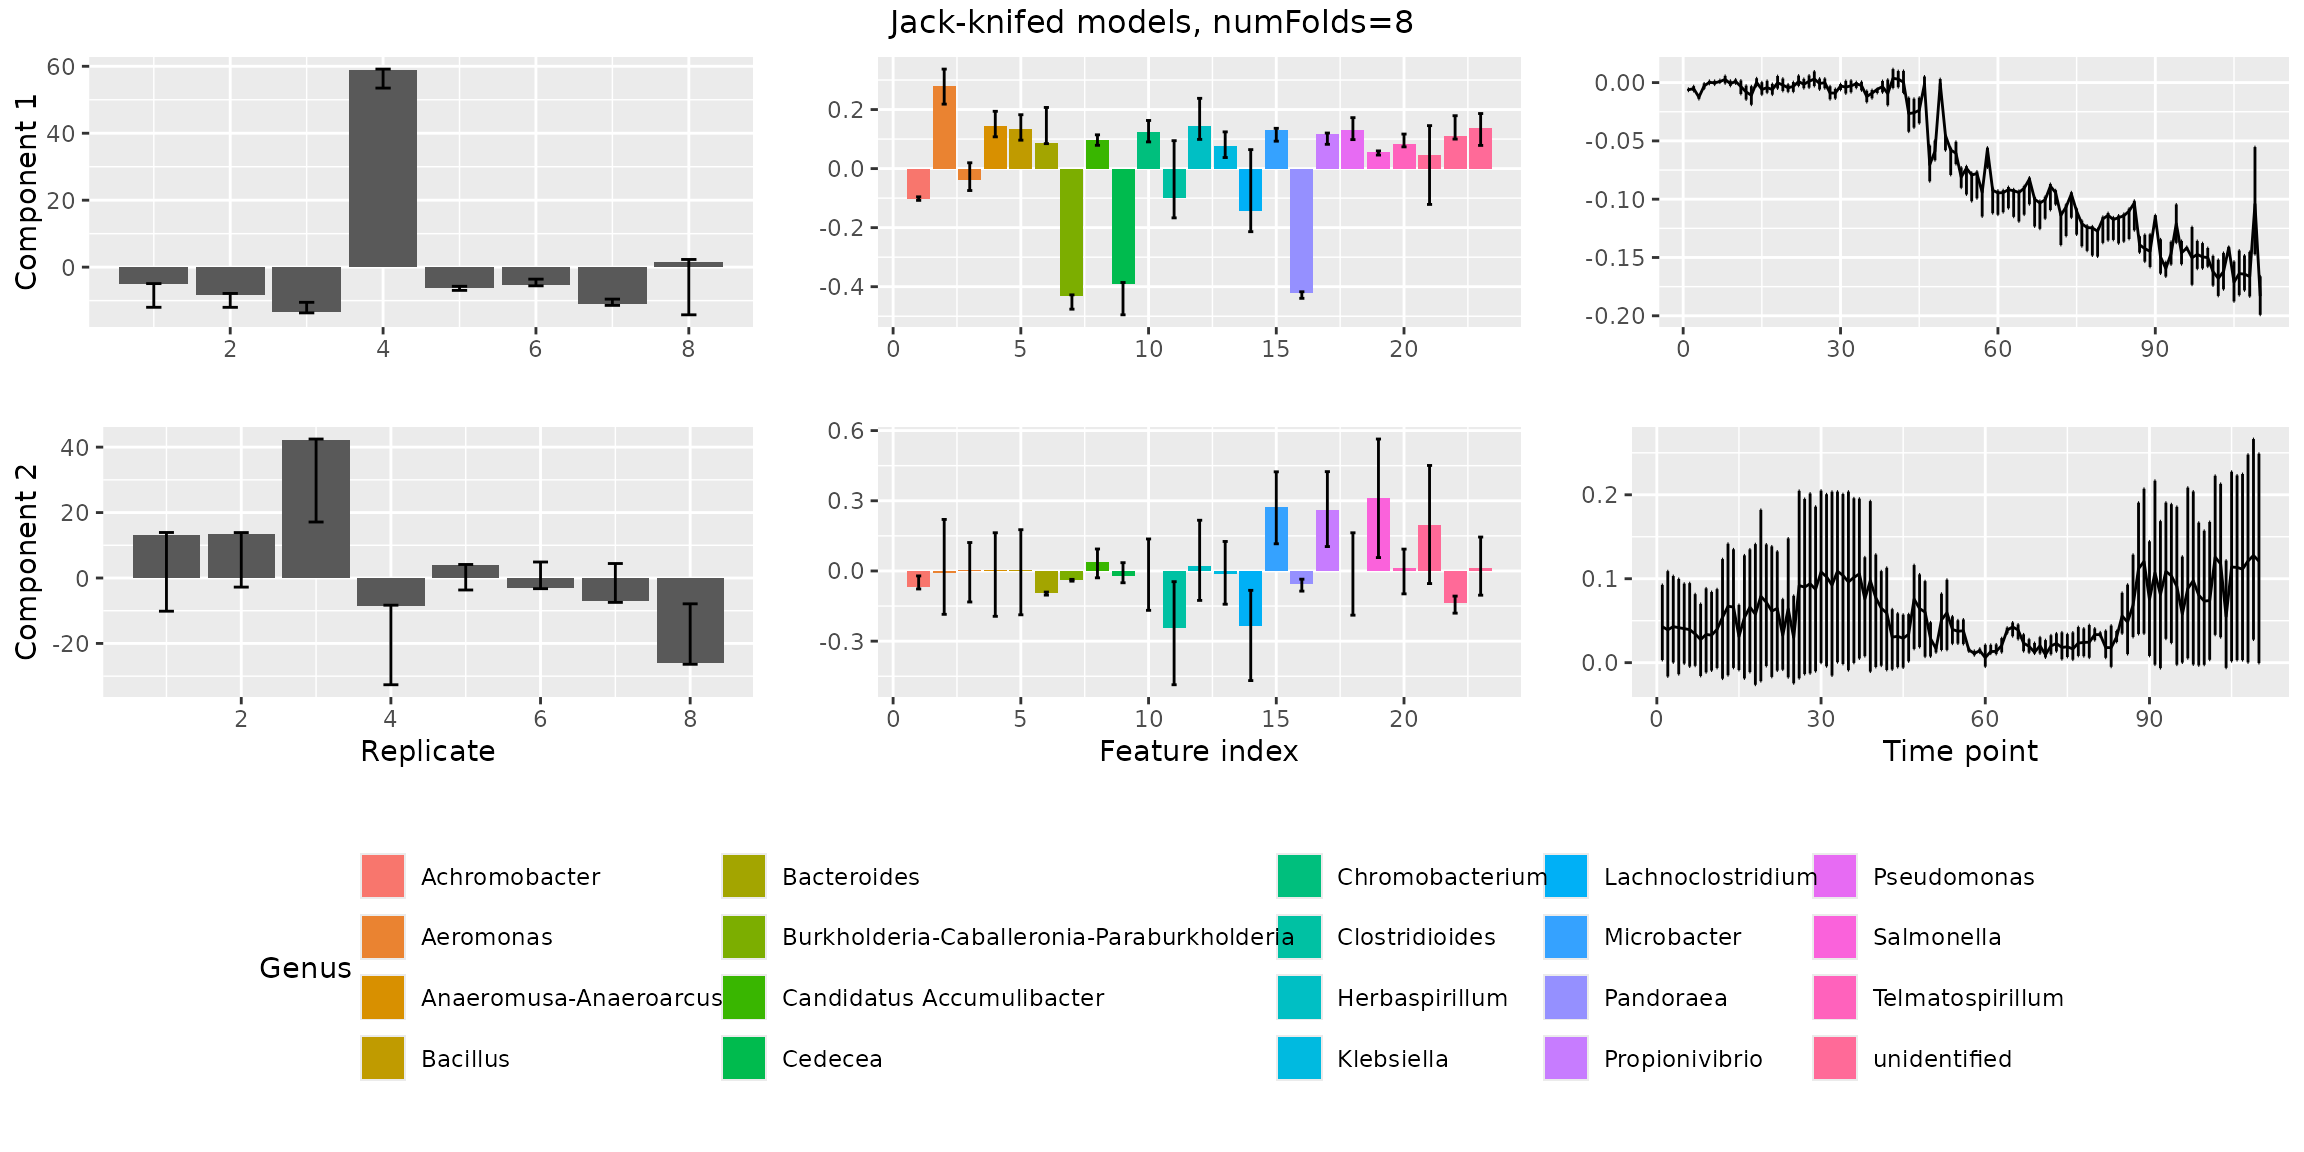 Jack-knifed models, numFolds=8
Component 1
60
40
20
0
2
4
6
8
0.2
0.0
-0.2
-0.4
0
5
10
15
20
0.00
-0.05
-0.10
-0.15
-0.20
0
30
60
90
Component 2
40
20
0
-20
2
4
6
8
Replicate
0.6
0.3
0.0
-0.3
0
5
10
15
20
Feature index
0.2
0.1
0.0
0
30
60
90
Time point
Genus
Achromobacter
Aeromonas
Anaeromusa-Anaeroarcus
Bacillus
Bacteroides
Burkholderia-Caballeronia-Paraburkholderia
Candidatus Accumulibacter
Cedecea
Chromobacterium
Clostridioides
Herbaspirillum
Klebsiella
Lachnoclostridium
Microbacter
Pandoraea
Propionivibrio
Pseudomonas
Salmonella
Telmatospirillum
unidentified